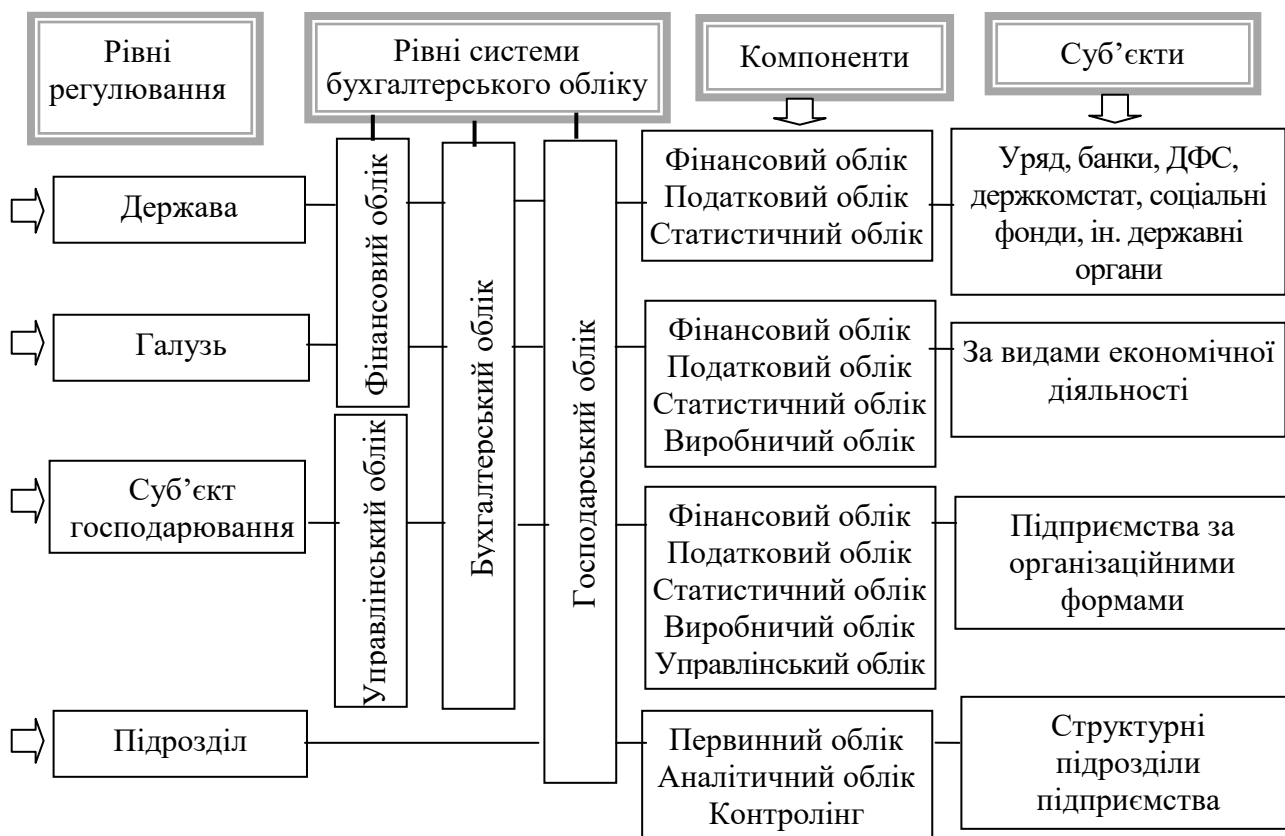 Рівні
регулювання
Рівні системи
бухгалтерського обліку
Компоненти
Суб’єкти
Держава
Фінансовий облік
Бухгалтерський облік
Господарський облік
Фінансовий облік
Податковий облік
Статистичний облік
Уряд, банки, ДФС,
держкомстат, соціальні
фонди, ін. державні
органи
Галузь
Фінансовий облік
Податковий облік
Статистичний облік
Виробничий облік
За видами економічної
діяльності
Суб’єкт
господарювання
Управлінський облік
Фінансовий облік
Податковий облік
Статистичний облік
Виробничий облік
Управлінський облік
Підприємства за
організаційними
формами
Підрозділ
Первинний облік
Аналітичний облік
Контролінг
Структурні
підрозділи
підприємства